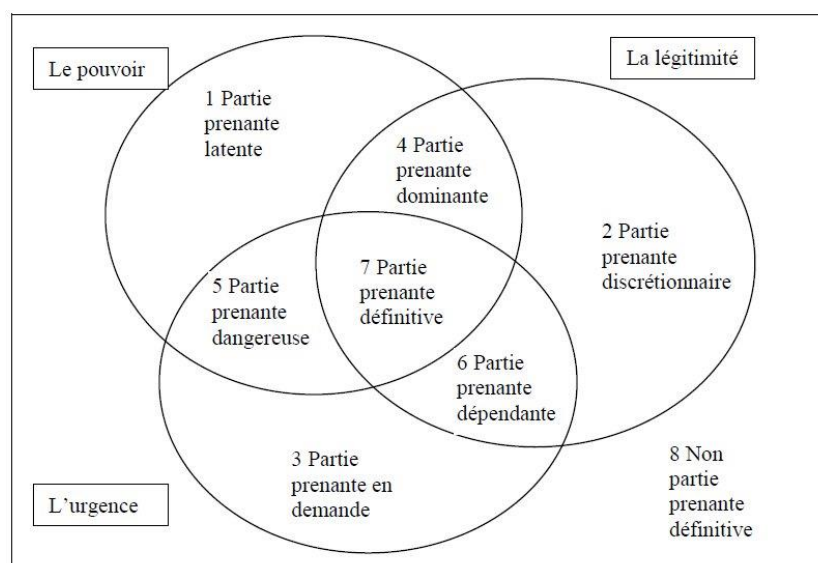 Le pouvoir
La légitimité
1 Partie
prenante
latente
4 Partie
prenante
dominante
2 Partie
prenante
discrétionnaire
5 Partie
prenante
dangereuse
7 Partie
prenante
définitive
6 Partie
prenante
dépendante
3 Partie
prenante en
demande
8 Non
partie
prenante
définitive
L'urgence